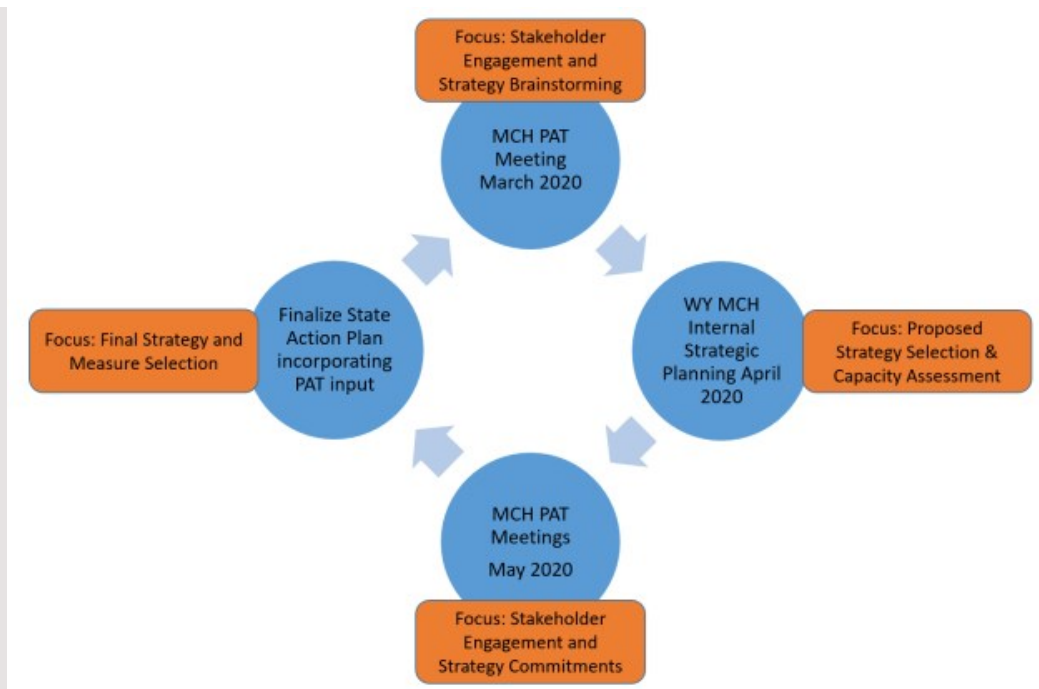 Focus: Stakeholder
Engagement and
Strategy Brainstorming
MCH PAT
Meeting
March 2020
WY MCH
Internal
Strategic
Planning April
2020
Focus: Proposed
Strategy Selection &
Capacity Assessment
MCH PAT
Meetings
May 2020
Focus: Stakeholder
Engagement and
Strategy Commitments
Finalize State
Action Plan
incorporating
PAT input
Focus: Final Strategy and
Measure Selection